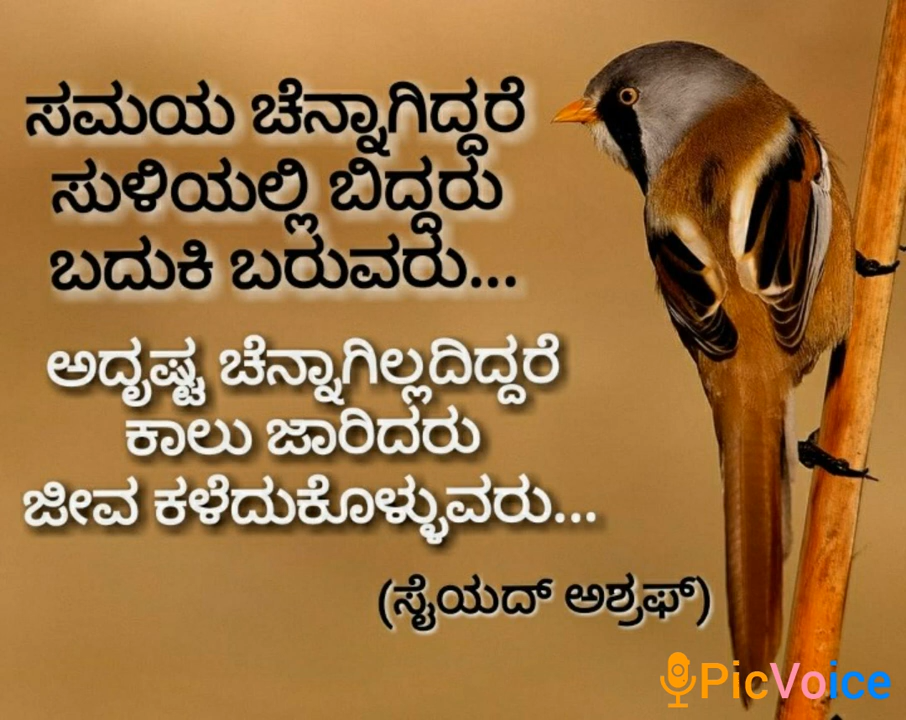 ಸಮಯ ಚೆನ್ನಾಗಿದ್ದರೆ
ಸುಳಿಯಲ್ಲಿ ಬಿದ್ದರು
ಬದುಕಿ ಬರುವರು...
ಅದೃಷ್ಟ ಚೆನ್ನಾಗಿಲ್ಲದಿದ್ದರೆ
ಕಾಲು ಜಾರಿದರು
ಜೀವ ಕಳೆದುಕೊಳ್ಳುವರು...
(ಸೈಯದ್ ಅಶ್ರಫ್)
PicVoice